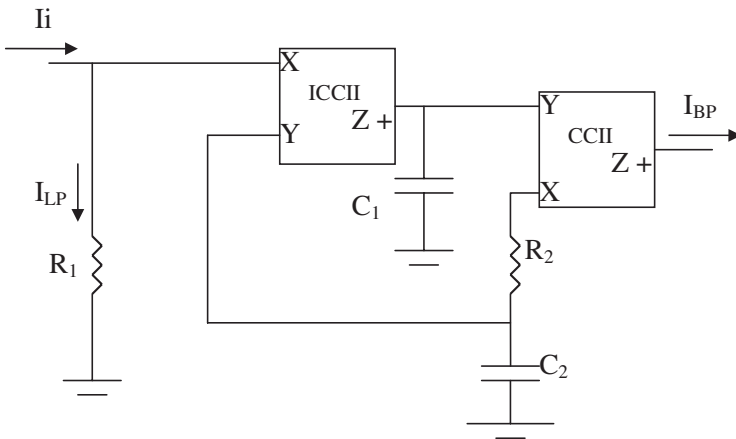 Ii
X
ICCII
Y
Z +
I_LP
R₁
C₁
Y
CCII
Z +
X
I_BP
R₂
C₂